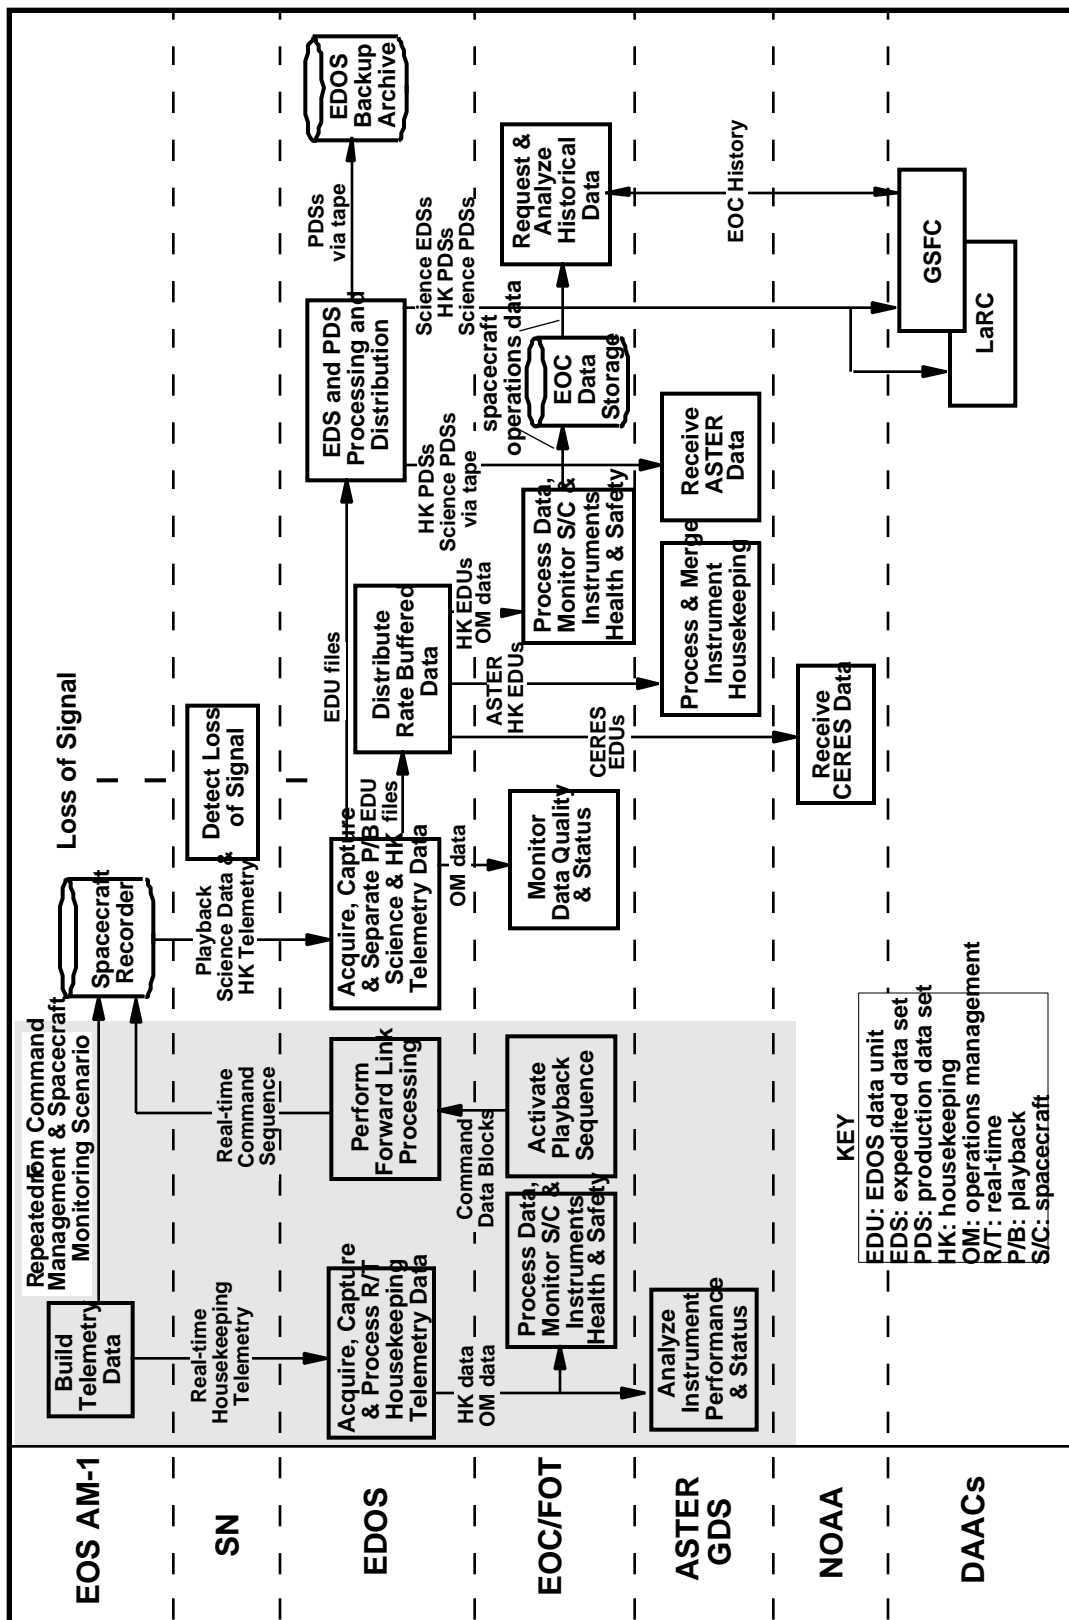 EOS AM-1
SN
EDOS
EOC/FOT
ASTER
GDS
NOAA
DAACs
Repeated from Command
Management & Spacecraft
Monitoring Scenario
Build
Telemetry
Data
Spacecraft
Recorder
Loss of Signal
Real-time
Housekeeping
Telemetry
Real-time
Command
Sequence
Playback
Science Data &
HK Telemetry
Detect Loss
of Signal
Acquire, Capture
& Process R/T
Housekeeping
Telemetry Data
Perform
Forward Link
Processing
Acquire, Capture
& Separate P/B
Science & HK
Telemetry Data
EDU files
EDU
files
Distribute
Rate Buffered
Data
EDS and PDS
Processing and
Distribution
PDSs
via tape
EDOS
Backup
Archive
HK data
OM data
Command
Data Blocks
OM data
ASTER
HK EDUs
HK EDUs
OM data
HK PDSs
Science PDSs
via tape
Science EDSs
HK PDSs
Science PDSs
Process Data,
Monitor S/C &
Instruments
Health & Safety
Activate
Playback
Sequence
Monitor
Data Quality
& Status
Process Data,
Monitor S/C &
Instruments
Health & Safety
spacecraft
operations data
EOC
Data
Storage
Request &
Analyze
Historical
Data
CERES
EDUs
Analyze
Instrument
Performance
& Status
Process & Merge
Instrument
Housekeeping
Receive
ASTER
Data
EOC History
Receive
CERES Data
GSFC
LaRC
KEY
EDU: EDOS data unit
EDS: expedited data set
PDS: production data set
HK: housekeeping
OM: operations management
R/T: real-time
P/B: playback
S/C: spacecraft